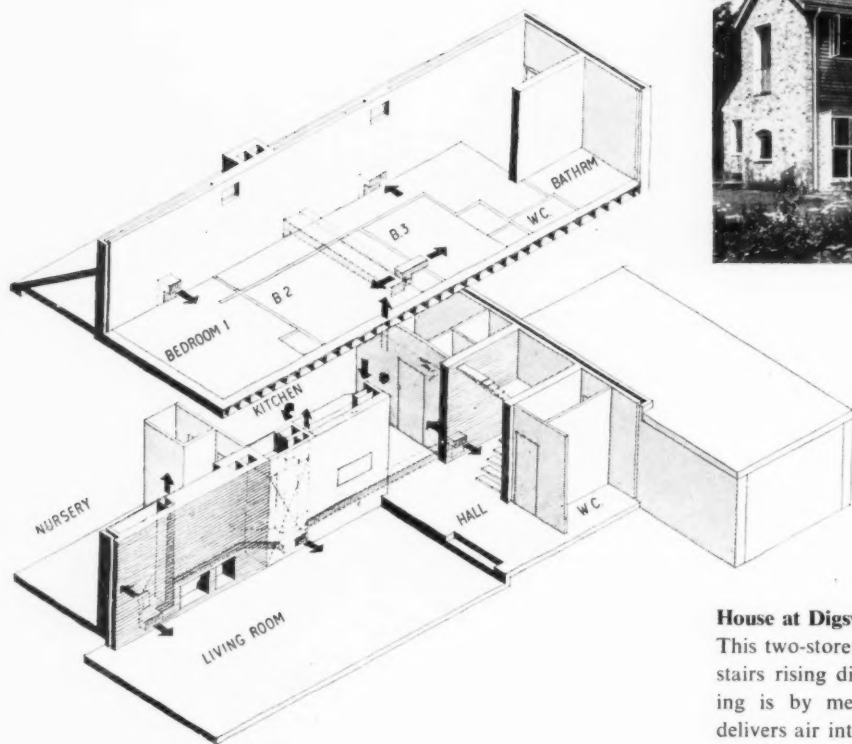 BATHRM
W.C.
B.3
B 2
BEDROOM 1
KITCHEN
NURSERY
HALL
W.C.
LIVING ROOM
House at Digsw
This two-store
stairs rising di
ing is by me
delivers air int